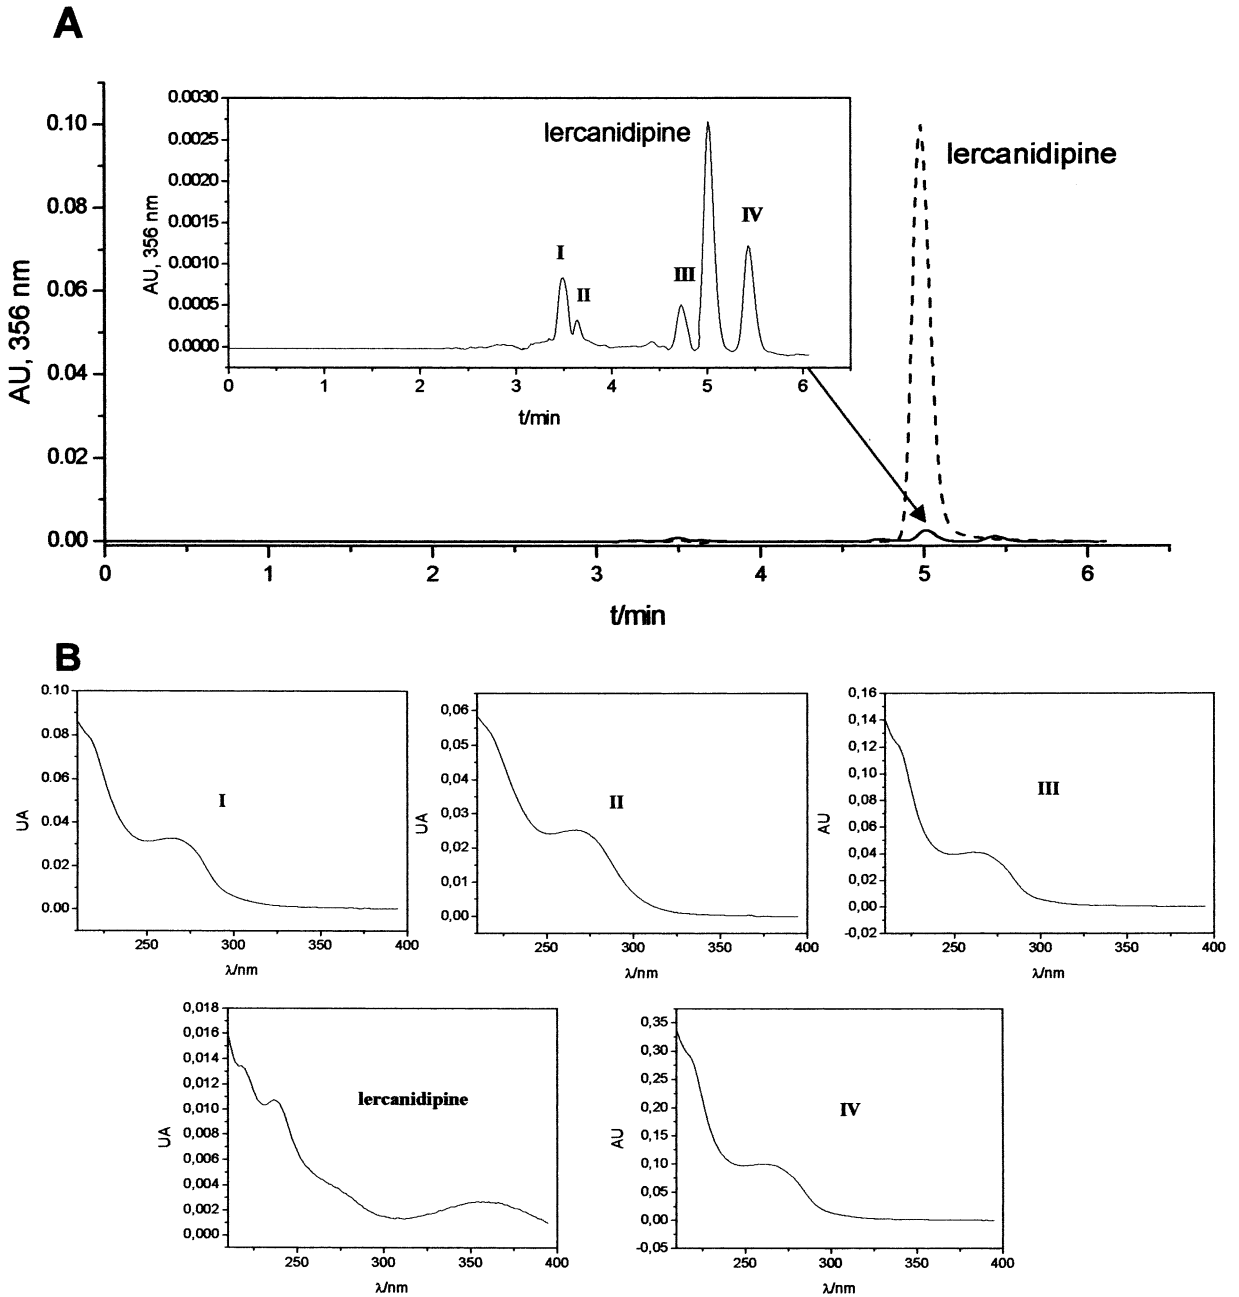 A
AU, 356 nm
0.10
0.08
0.06
0.04
0.02
0.00
0 1 2 3 4 5 6
t/min
lercanidipine
AU, 356 nm
0.0030
0.0025
0.0020
0.0015
0.0010
0.0005
0.0000
0 1 2 3 4 5 6
t/min
lercanidipine
I
II
III
IV
B
UA
0.10
0.08
0.06
0.04
0.02
0.00
I
250 300 350 400
λ/nm
UA
0,06
0,05
0,04
0,03
0,02
0,01
0,00
II
250 300 350 400
λ/nm
AU
0,16
0,14
0,12
0,10
0,08
0,06
0,04
0,02
0,00
-0,02
III
250 300 350 400
λ/nm
UA
0,018
0,016
0,014
0,012
0,010
0,008
0,006
0,004
0,002
0,000
lercanidipine
250 300 350 400
λ/nm
AU
0,35
0,30
0,25
0,20
0,15
0,10
0,05
0,00
-0,05
IV
250 300 350 400
λ/nm